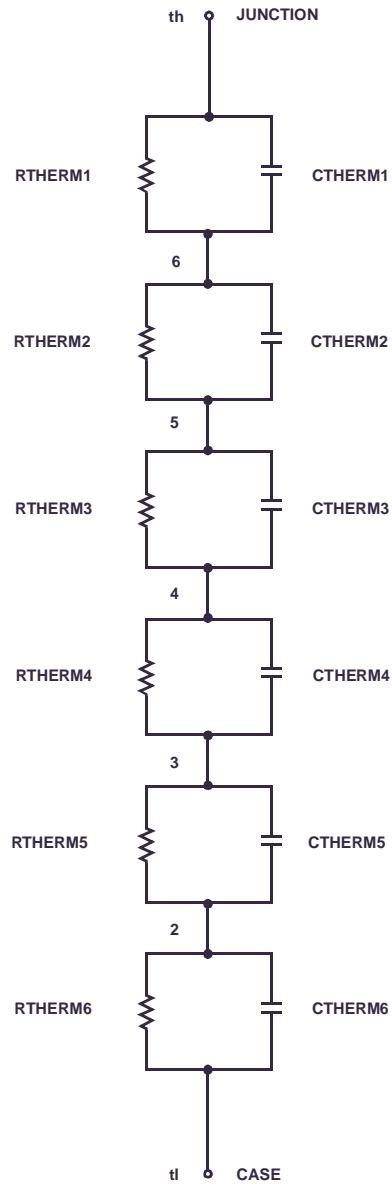 th JUNCTION
RTHERM1 CTHERM1
6
RTHERM2 CTHERM2
5
RTHERM3 CTHERM3
4
RTHERM4 CTHERM4
3
RTHERM5 CTHERM5
2
RTHERM6 CTHERM6
tl CASE